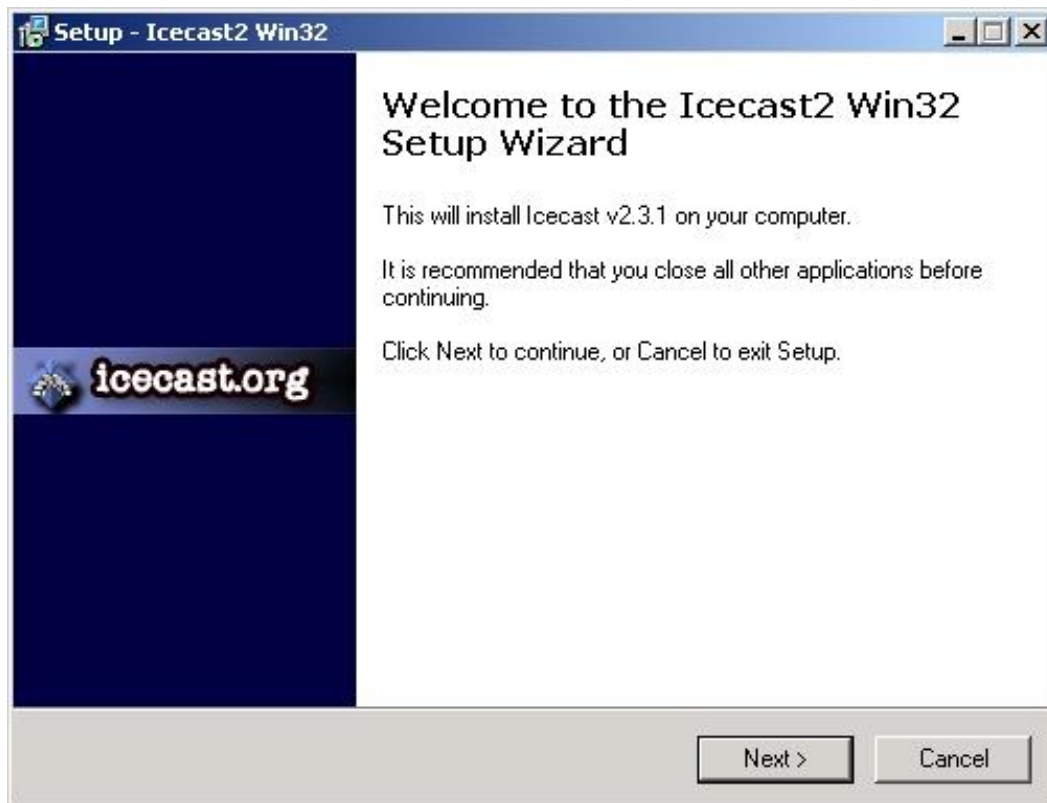 Setup - Icecast2 Win32
Welcome to the Icecast2 Win32
Setup Wizard
This will install Icecast v2.3.1 on your computer.
It is recommended that you close all other applications before
continuing.
Click Next to continue, or Cancel to exit Setup.
icecast.org
Next >
Cancel